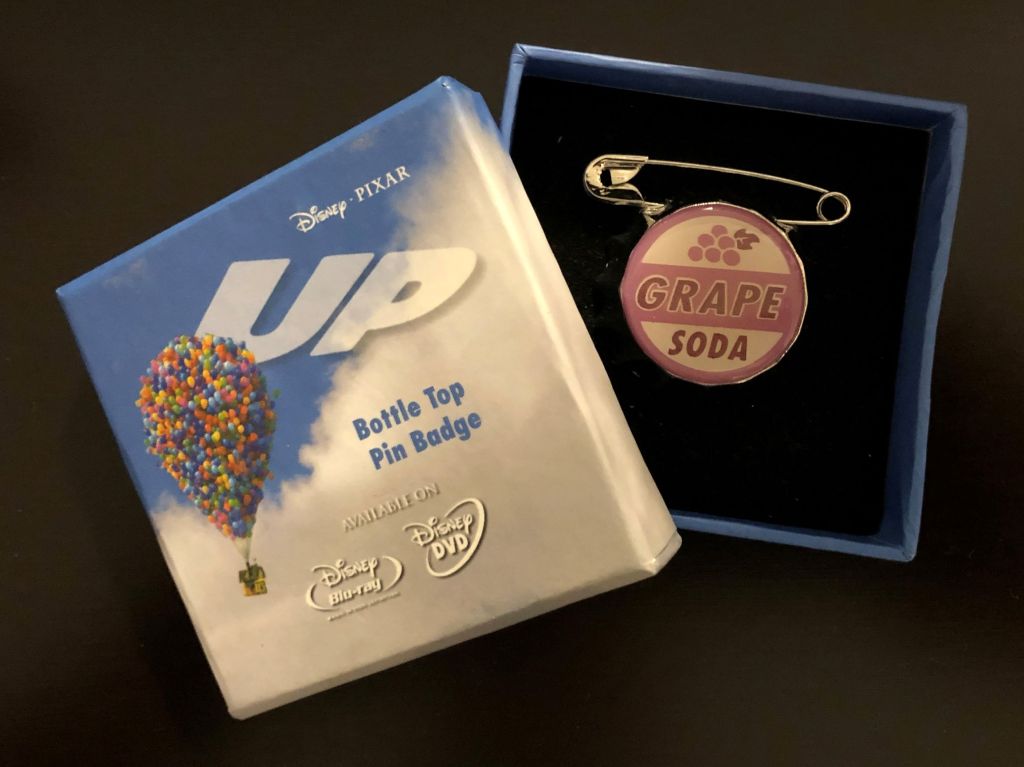 Disney · PIXAR
UP
Bottle Top
Pin Badge
AVAILABLE ON
Disney
Blu-ray
Disney
DVD
GRAPE
SODA